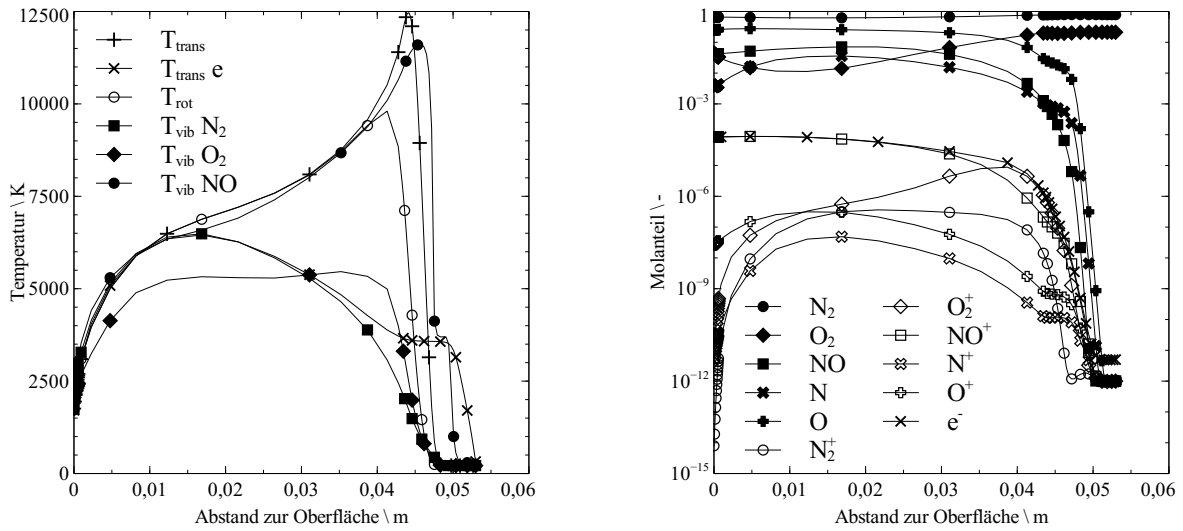 12500
10000
7500
5000
2500
0
Temperatur \ K
T_trans
T_trans e
T_rot
T_vib N_2
T_vib O_2
T_vib NO
0 0,01 0,02 0,03 0,04 0,05 0,06
Abstand zur Oberfläche \ m
1
10^-3
10^-6
10^-9
10^-12
10^-15
Molanteil \ -
N_2
O_2
NO
N
O
N_2^+
O_2^+
NO^+
N^+
O^+
e^-
0 0,01 0,02 0,03 0,04 0,05 0,06
Abstand zur Oberfläche \ m